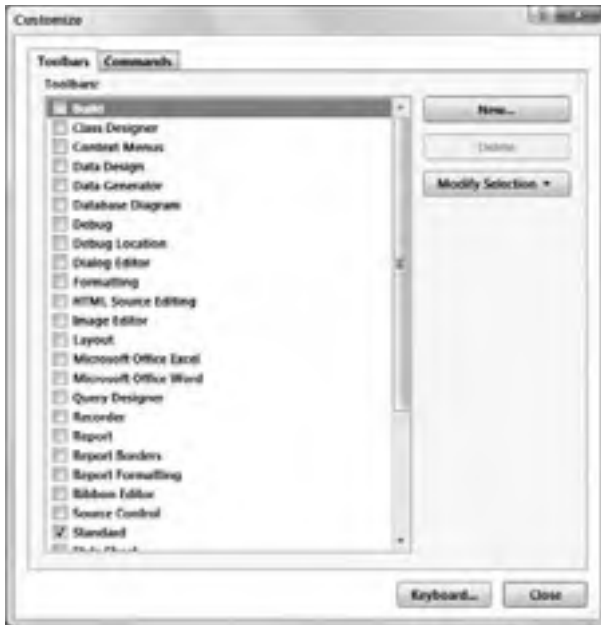 Customize
Toolbars Commands
Toolbars:
Build
Class Designer
Context Menus
Data Design
Data Generator
Database Diagram
Debug
Debug Location
Dialog Editor
Formatting
HTML Source Editing
Image Editor
Layout
Microsoft Office Excel
Microsoft Office Word
Query Designer
Recorder
Report
Report Borders
Report Formatting
Ribbon Editor
Source Control
Standard
New...
Delete
Modify Selection
Keyboard...
Close